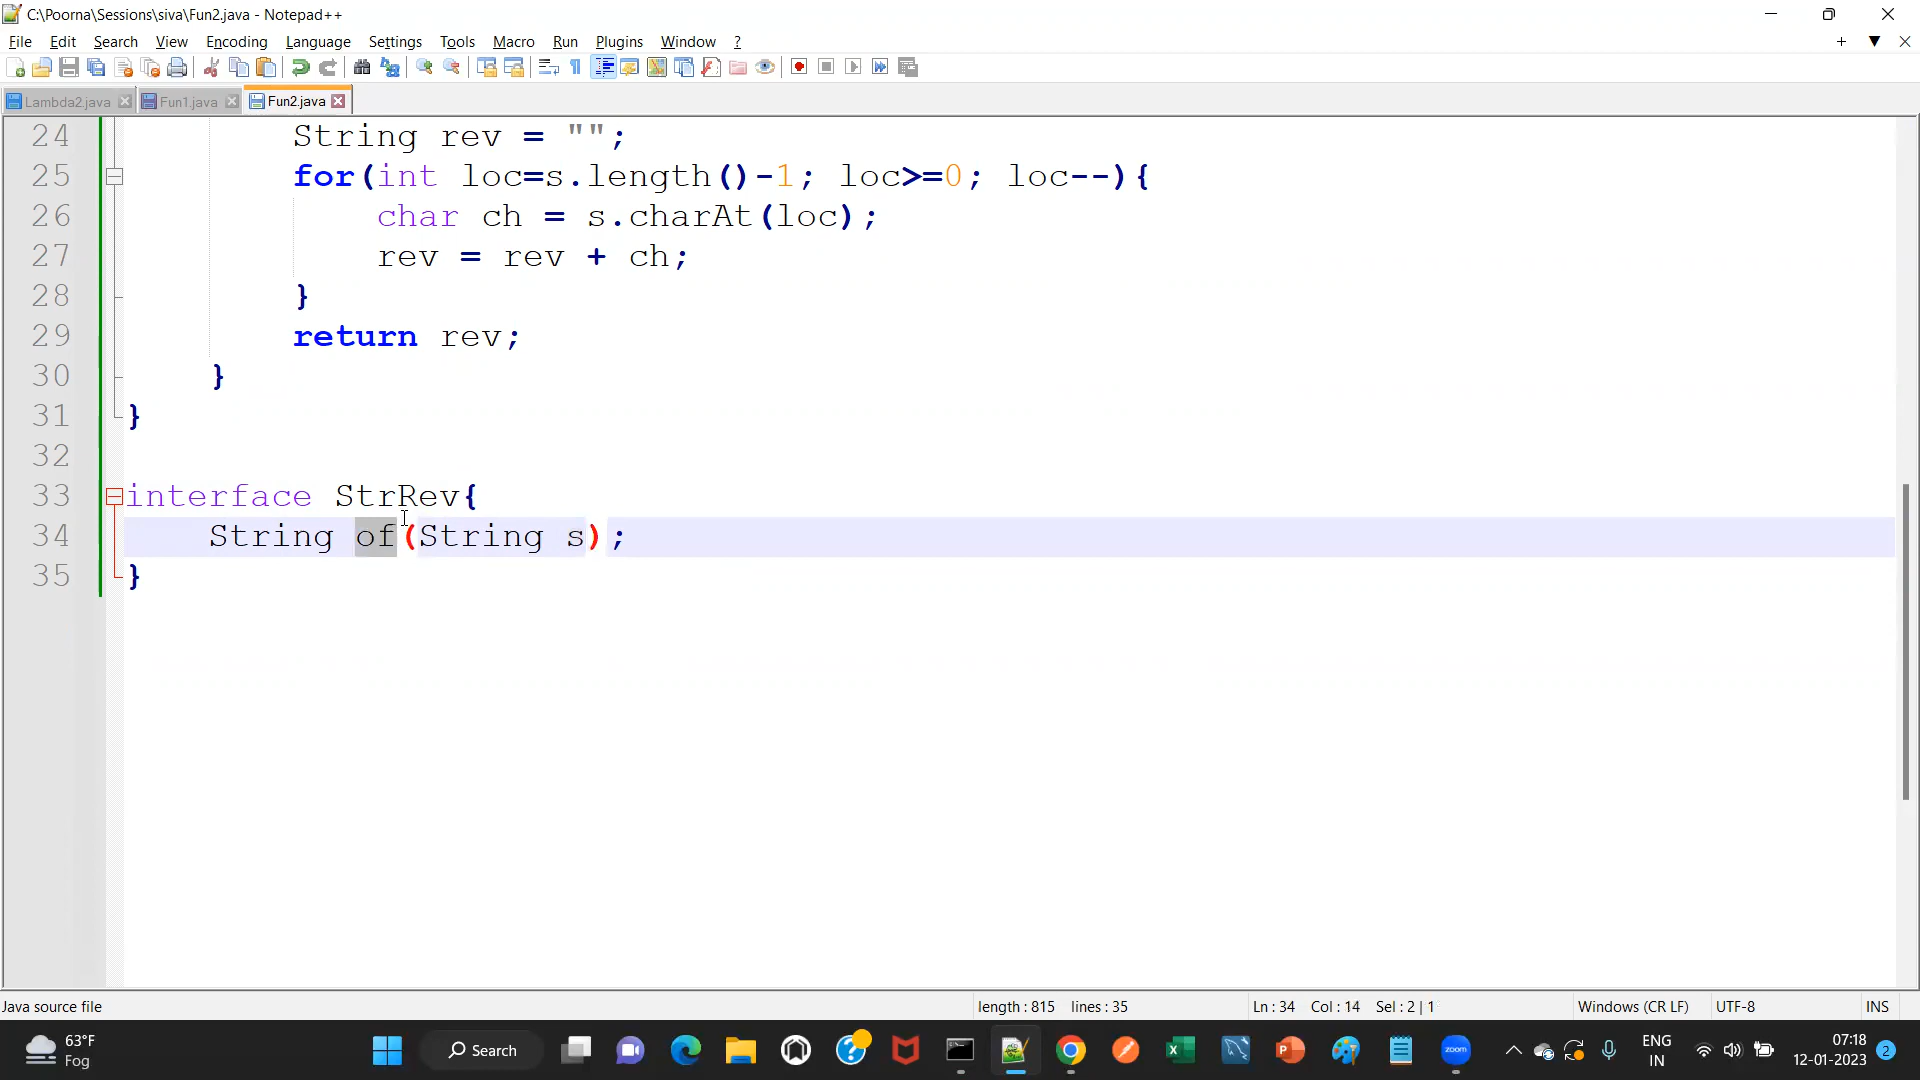 C:\Poorna\Sessions\siva\Fun2.java - Notepad++
File Edit Search View Encoding Language Settings Tools Macro Run Plugins Window ?
Lambda2.java Fun1.java Fun2.java
24 String rev = "";
25 for(int loc=s.length()-1; loc>=0; loc--){
26 char ch = s.charAt(loc);
27 rev = rev + ch;
28 }
29 return rev;
30 }
31 }
32
33 interface StrRev{
34 String of(String s);
35 }
Java source file length : 815 lines : 35 Ln : 34 Col : 14 Sel : 2 | 1 Windows (CR LF) UTF-8 INS
63°F
Fog
Search
zoom
ENG
IN
07:18
12-01-2023
2